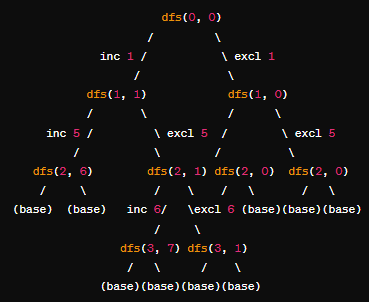 dfs(0, 0)
/ \
inc 1 / \ excl 1
/ \
dfs(1, 1) dfs(1, 0)
/ \ / \
inc 5 / \ excl 5 / \ excl 5
/ \ / \
dfs(2, 6) dfs(2, 1) dfs(2, 0) dfs(2, 0)
/ \ / \ / \ / \
(base) (base) inc 6/ \excl 6 (base)(base)(base)
/ \
dfs(3, 7) dfs(3, 1)
/ \ / \
(base)(base)(base)(base)